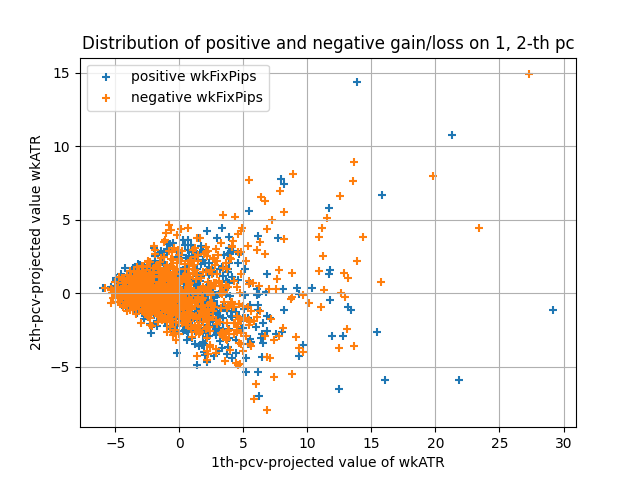 Distribution of positive and negative gain/loss on 1, 2-th pc
positive wkFixPips
negative wkFixPips
15
10
5
0
−5
2th-pcv-projected value wkATR
−5
0
5
10
15
20
25
30
1th-pcv-projected value of wkATR